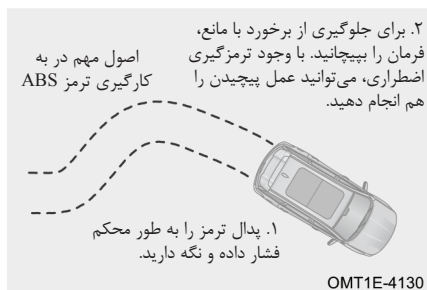 ۲. برای جلوگیری از برخورد با مانع،
فرمان را بپیچانید. با وجود ترمزگیری
اضطراری، می‌توانید عمل پیچیدن را
هم انجام دهید.
اصول مهم در به
کارگیری ترمز ABS
۱. پدال ترمز را به طور محکم
فشار داده و نگه دارید.
OMT1E-4130